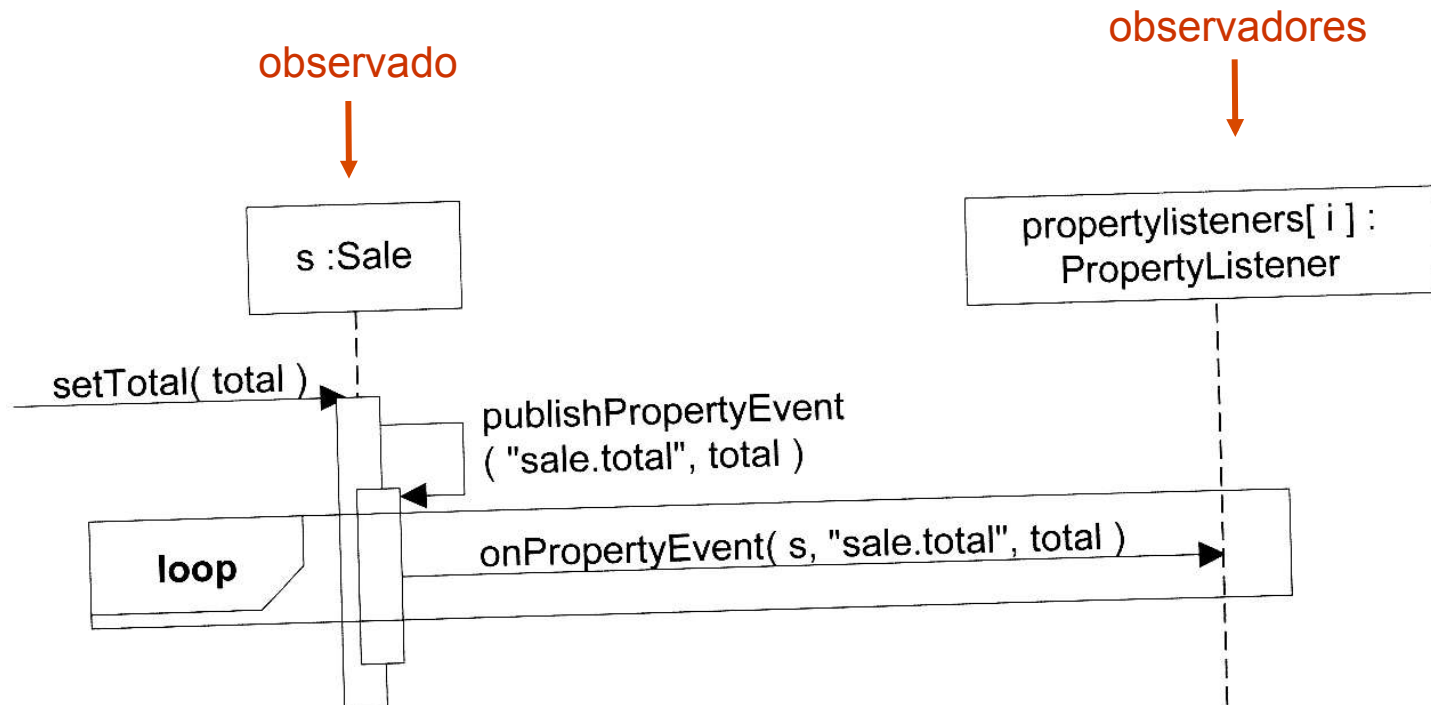 observado
observadores
s :Sale
propertylisteners[ i ] :
PropertyListener
setTotal( total )
publishPropertyEvent
( "sale.total", total )
loop
onPropertyEvent( s, "sale.total", total )